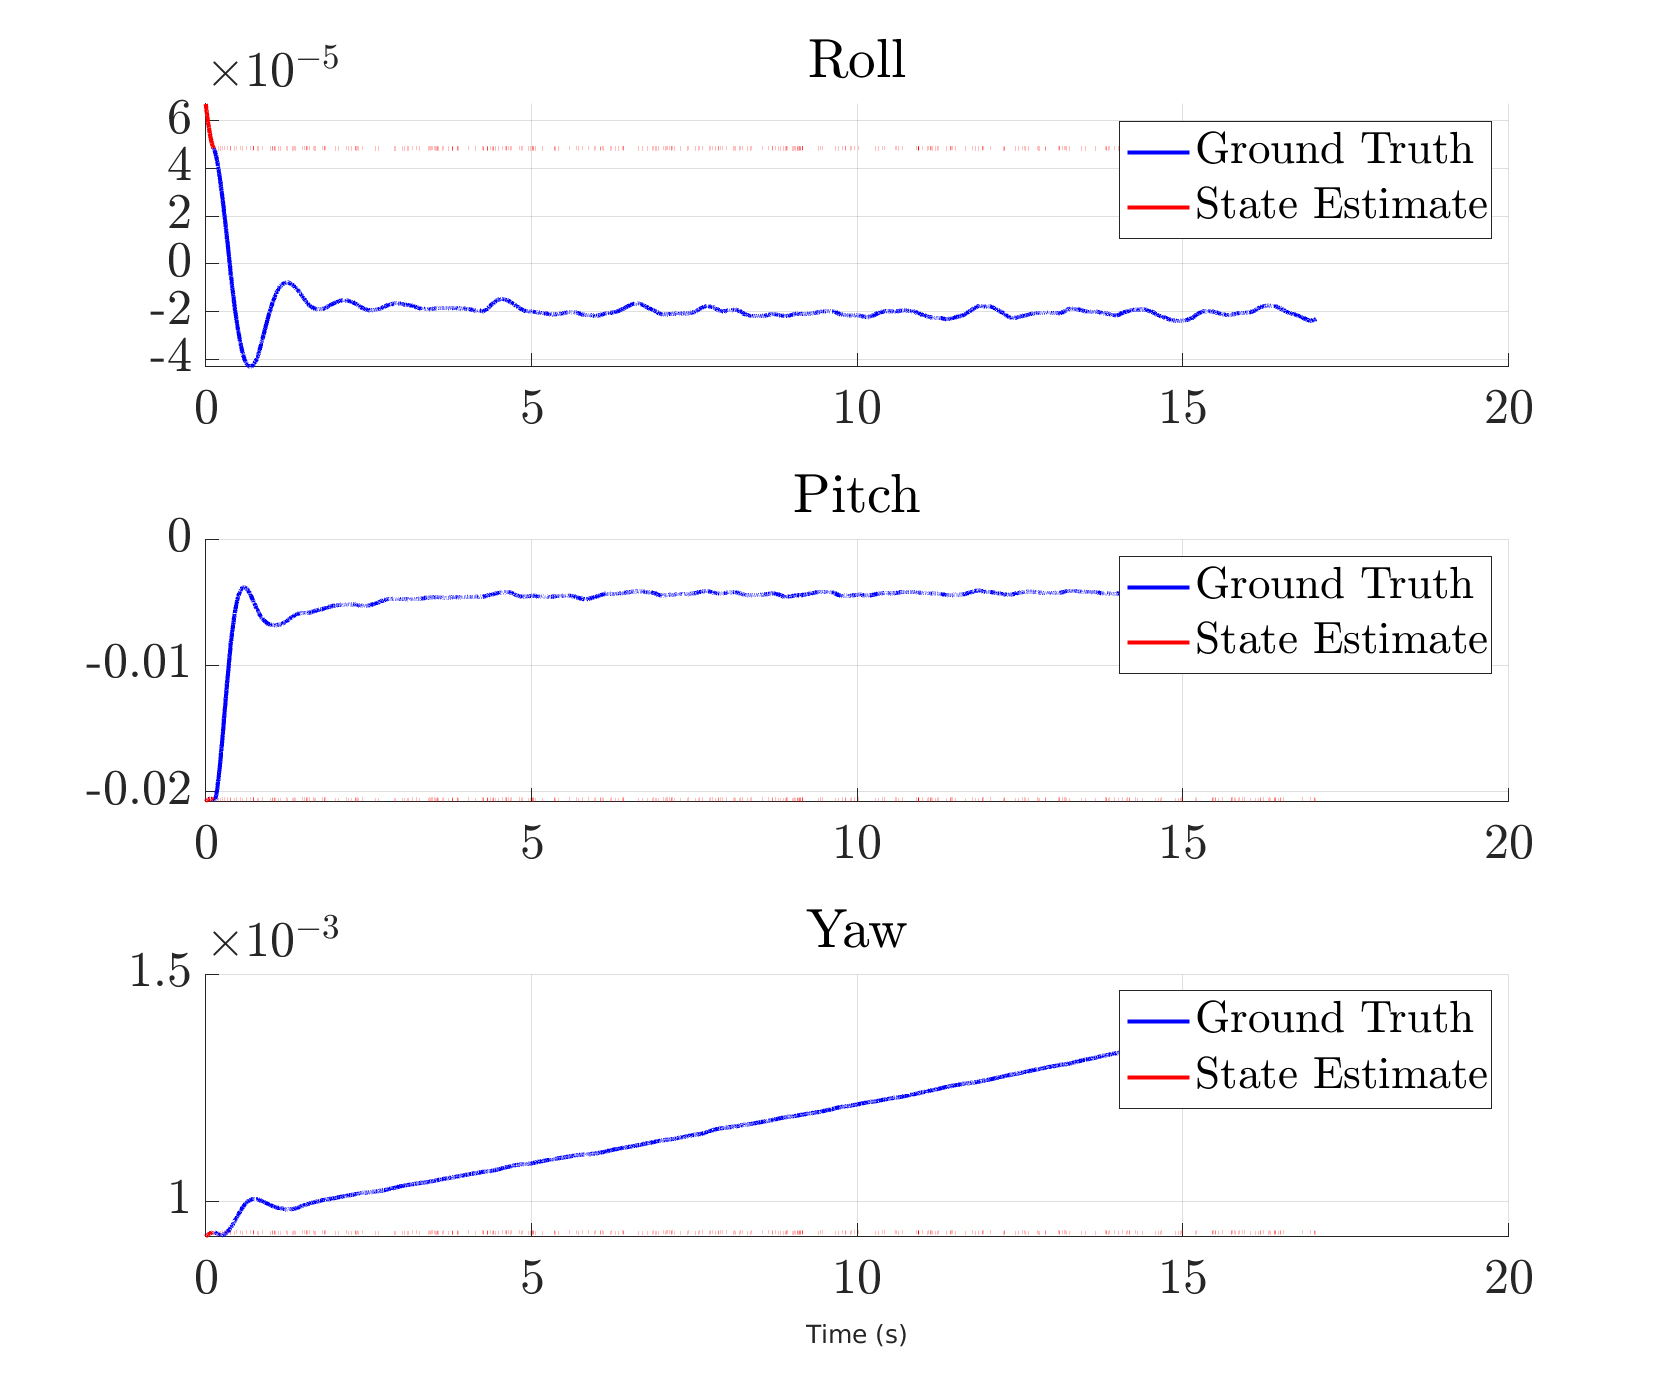 Roll
×10⁻⁵
6
4
2
0
-2
-4
Ground Truth
State Estimate
0 5 10 15 20
Pitch
0
-0.01
-0.02
Ground Truth
State Estimate
0 5 10 15 20
Yaw
×10⁻³
1.5
1
Ground Truth
State Estimate
0 5 10 15 20
Time (s)